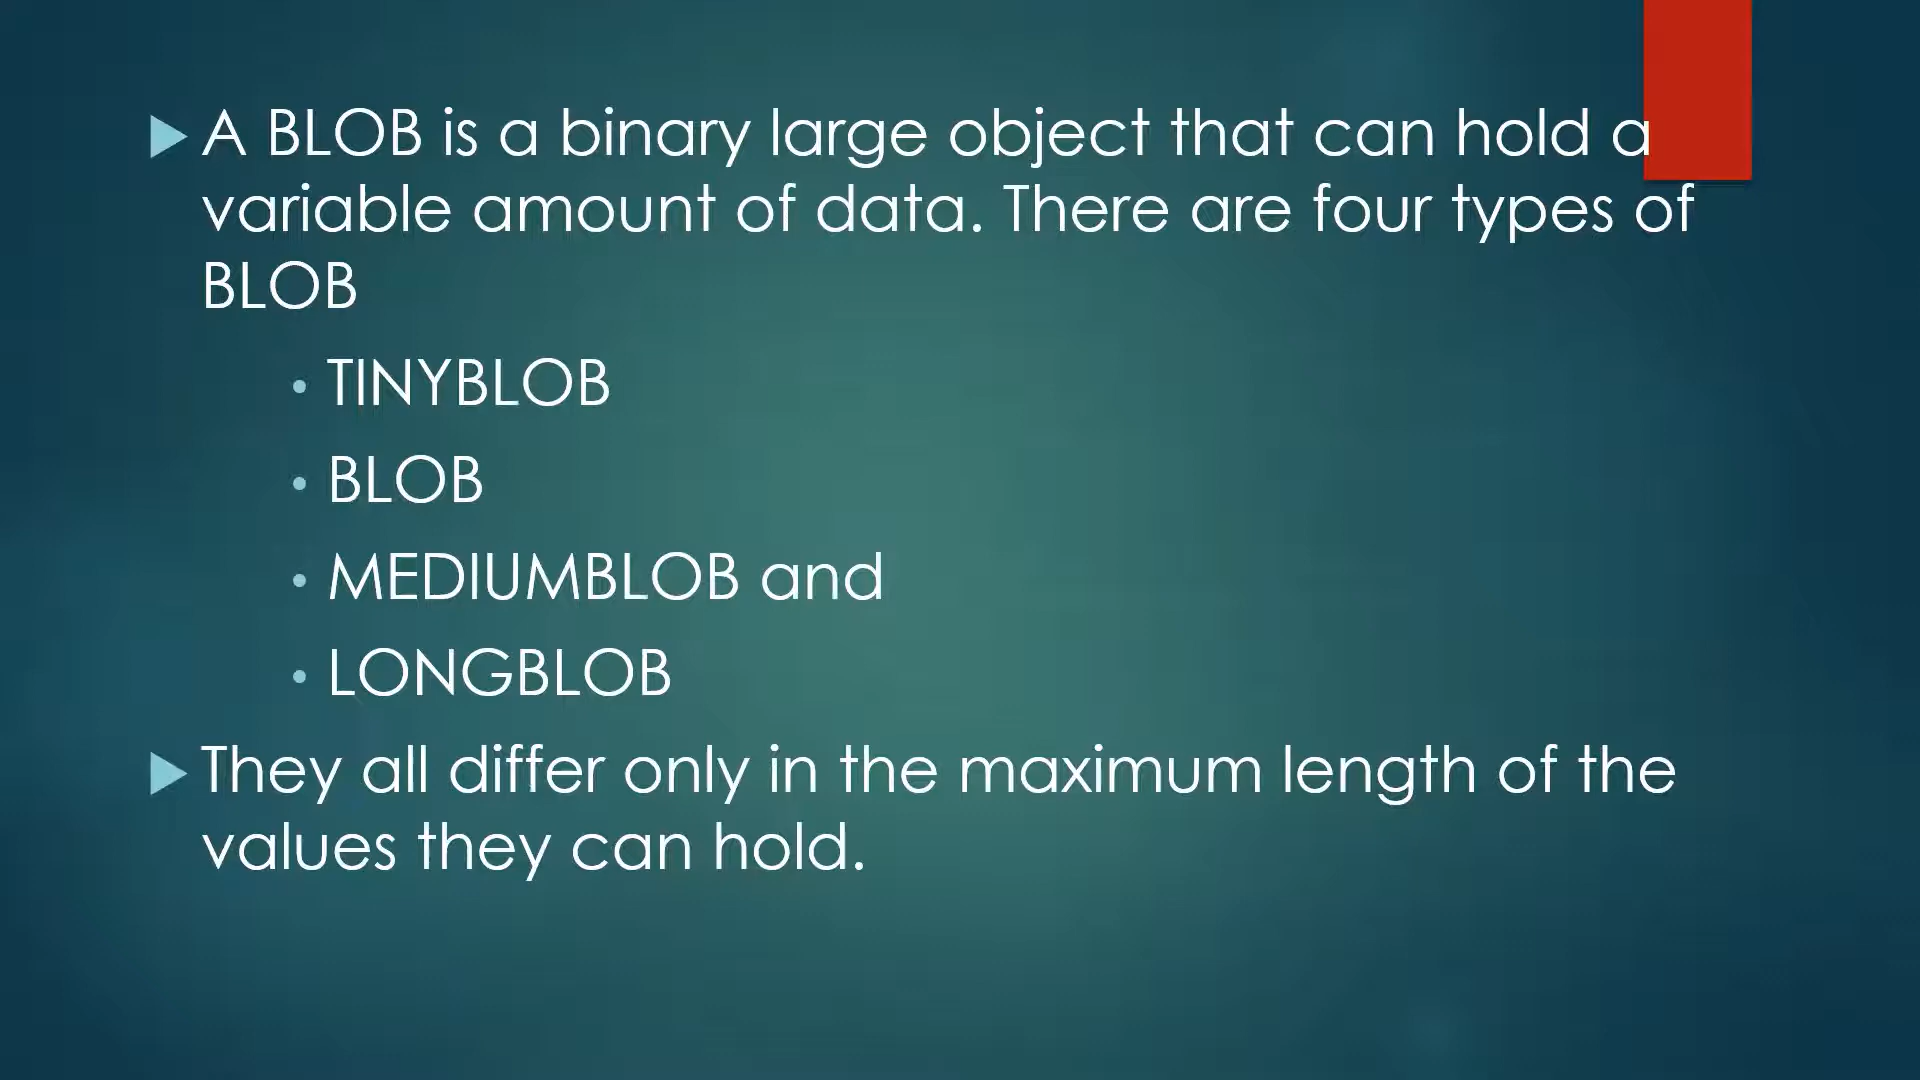 A BLOB is a binary large object that can hold a
variable amount of data. There are four types of
BLOB
• TINYBLOB
• BLOB
• MEDIUMBLOB and
• LONGBLOB
They all differ only in the maximum length of the
values they can hold.